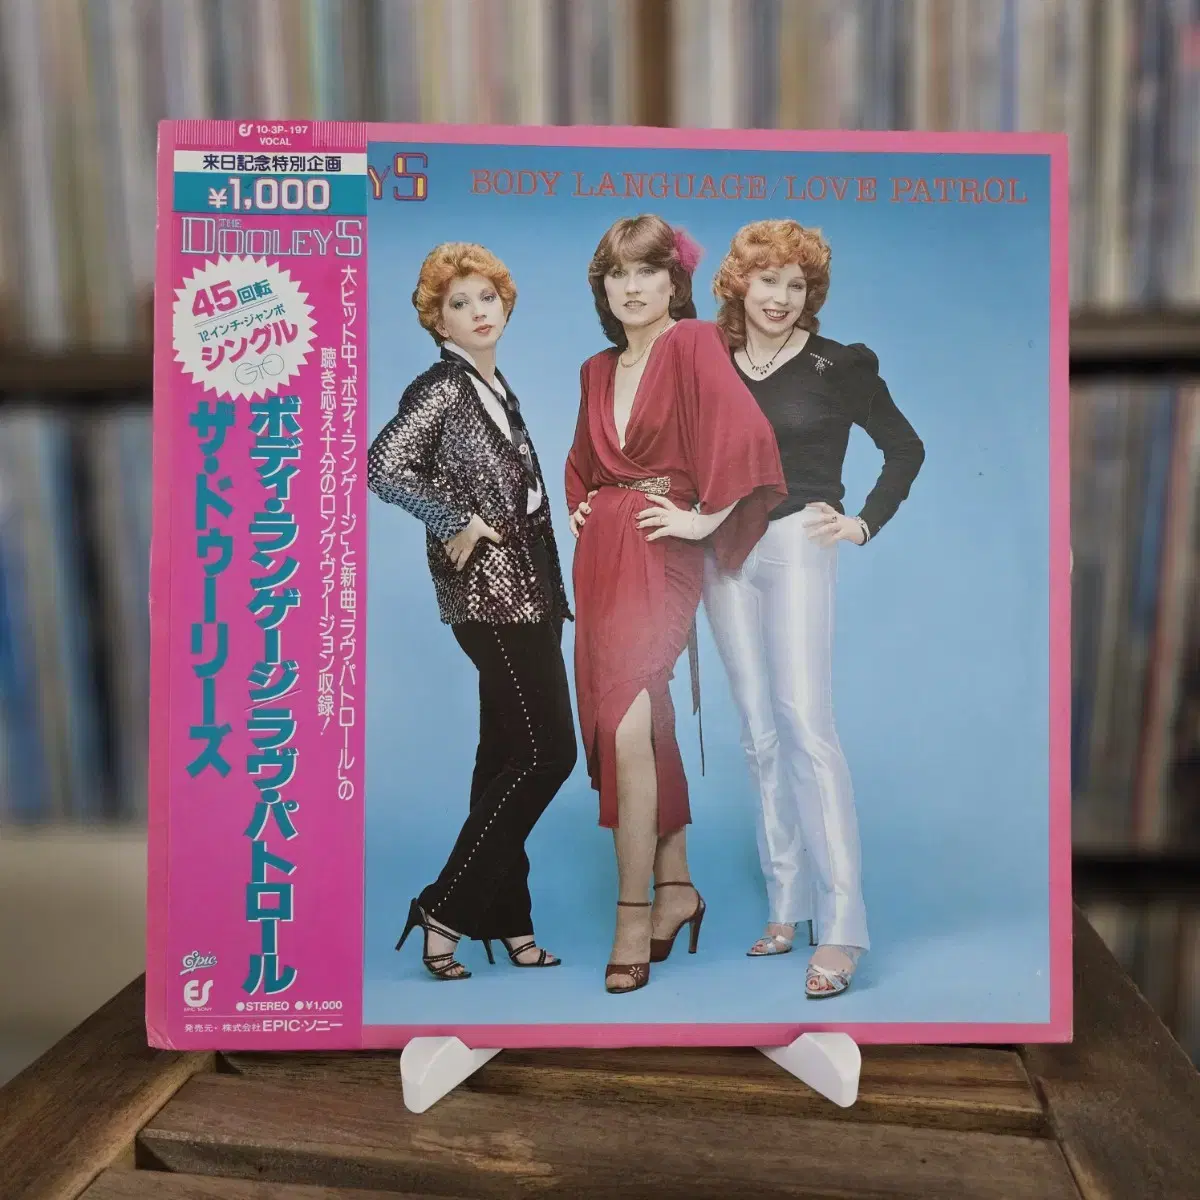 ES 10·3P-197
VOCAL
来日記念特別企画
¥1,000
THE
DOOLEYS
45回転
12インチ・ジャンボ
シングル
GTO
大ヒット中「ボディ・ランゲージ」と新曲「ラヴ・パトロール」の
聴き応え十分のロング・ヴァージョン収録!
ボディ・ランゲージ/ラヴ・パトロール
ザ・ドゥーリーズ
Epic
ES
EPIC SONY
●STEREO ●¥1,000
発売元・株式会社EPIC・ソニー
YS
BODY LANGUAGE/LOVE PATROL